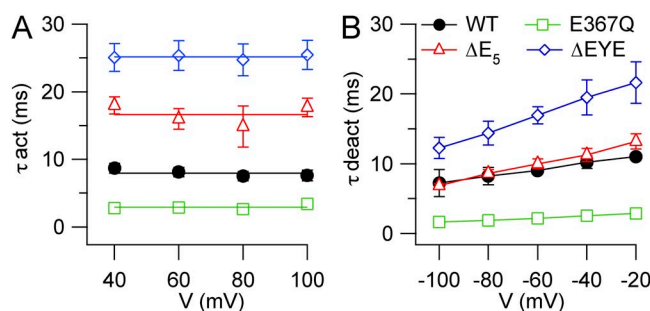 A
30
20
10
0
τ act (ms)
40 60 80 100
V (mV)
B
WT
E367Q
ΔE5
ΔEYE
30
20
10
0
τ deact (ms)
-100 -80 -60 -40 -20
V (mV)